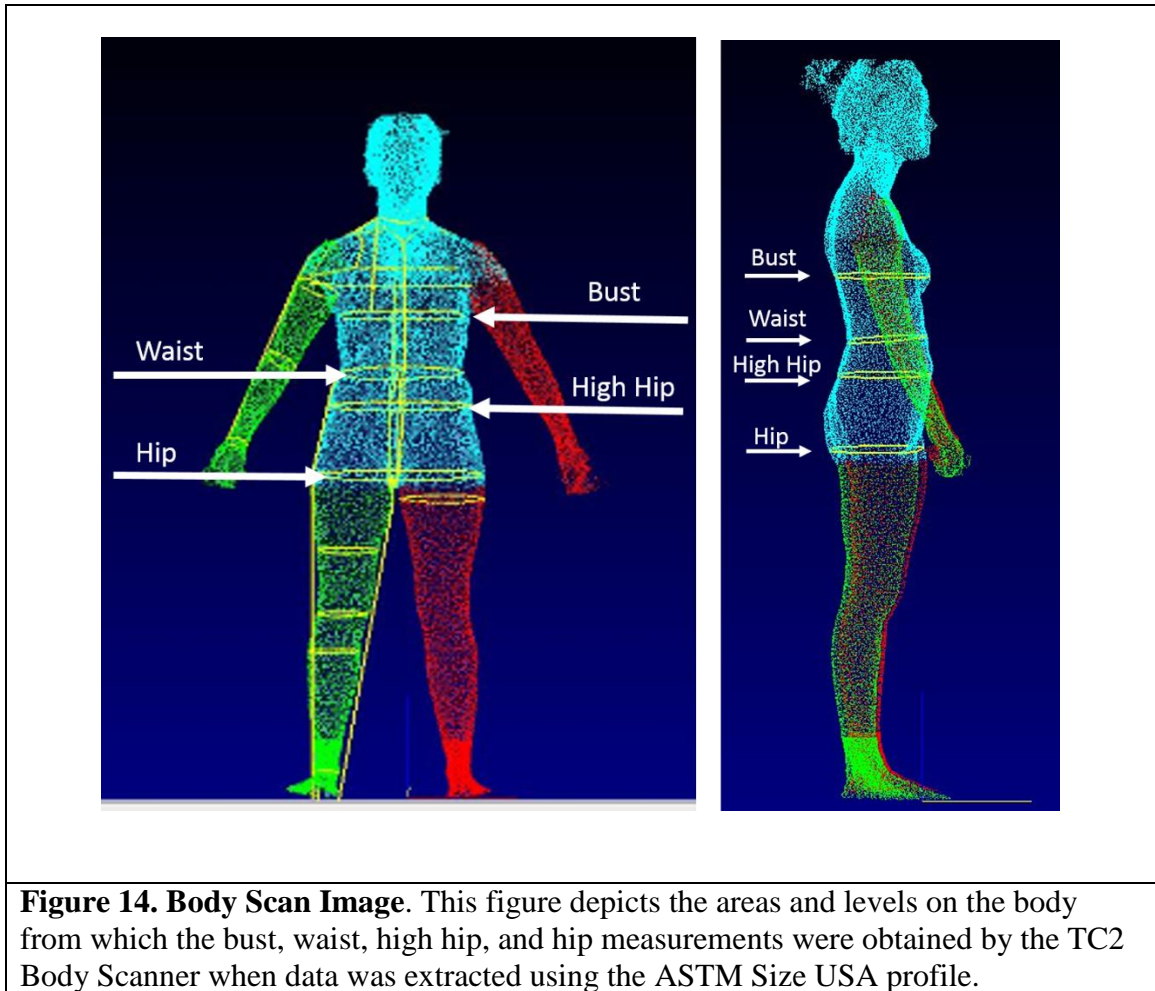 Bust
Waist
High Hip
Hip
Bust
Waist
High Hip
Hip
Figure 14. Body Scan Image. This figure depicts the areas and levels on the body
from which the bust, waist, high hip, and hip measurements were obtained by the TC2
Body Scanner when data was extracted using the ASTM Size USA profile.